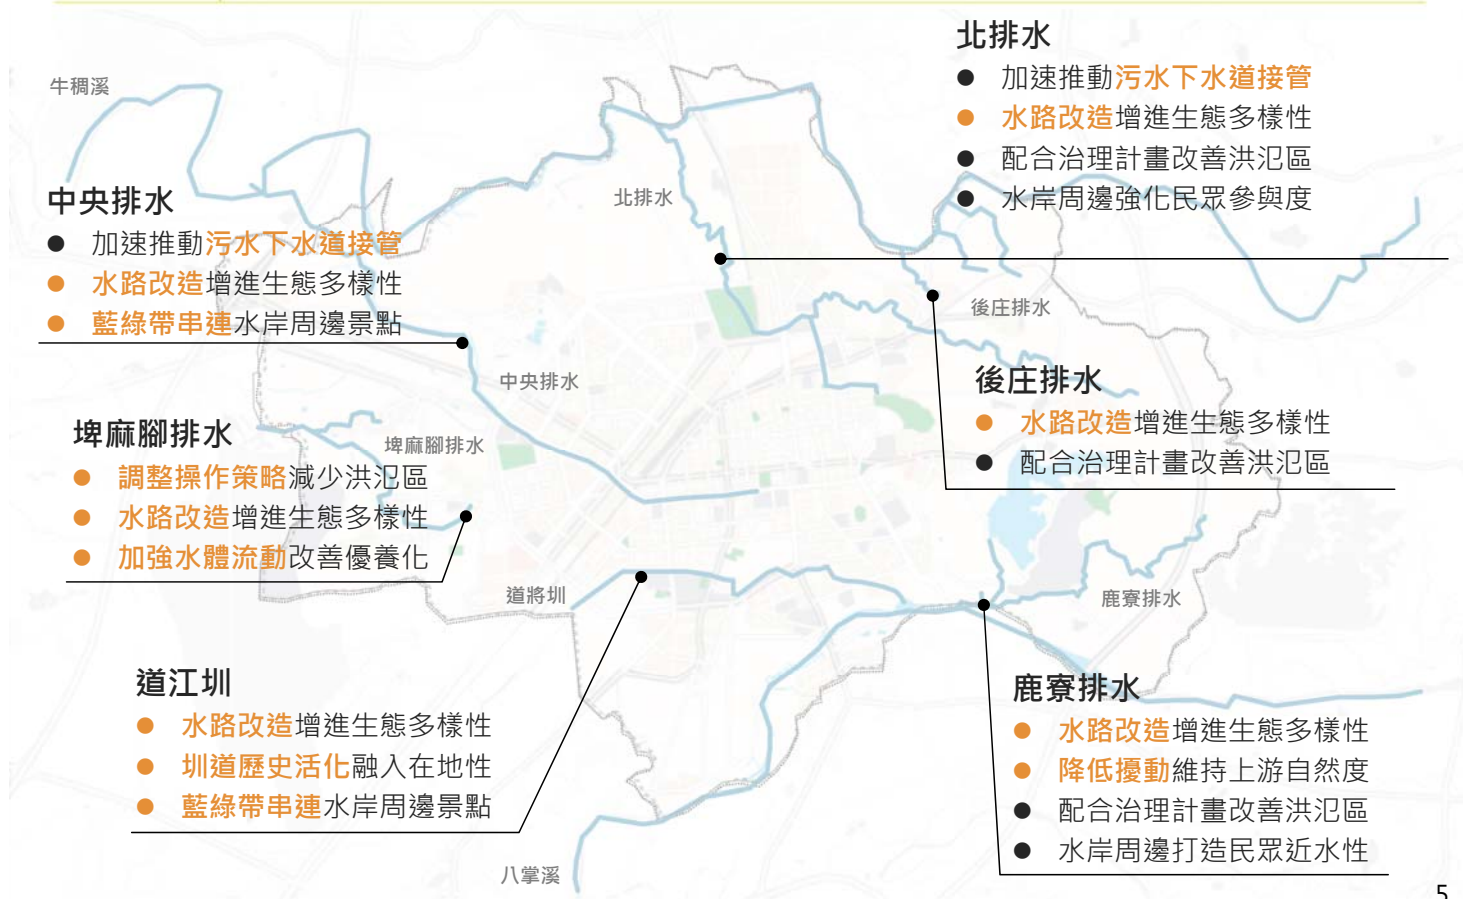 北排水
加速推動污水下水道接管
水路改造增進生態多樣性
配合治理計畫改善洪氾區
水岸周邊強化民眾參與度
牛稠溪
中央排水
加速推動污水下水道接管
水路改造增進生態多樣性
藍綠帶串連水岸周邊景點
北排水
後庄排水
中央排水
後庄排水
水路改造增進生態多樣性
配合治理計畫改善洪氾區
埤麻腳排水
調整操作策略減少洪氾區
水路改造增進生態多樣性
加強水體流動改善優養化
埤麻腳排水
道將圳
鹿寮排水
道江圳
水路改造增進生態多樣性
圳道歷史活化融入在地性
藍綠帶串連水岸周邊景點
鹿寮排水
水路改造增進生態多樣性
降低擾動維持上游自然度
配合治理計畫改善洪氾區
水岸周邊打造民眾近水性
八掌溪
5